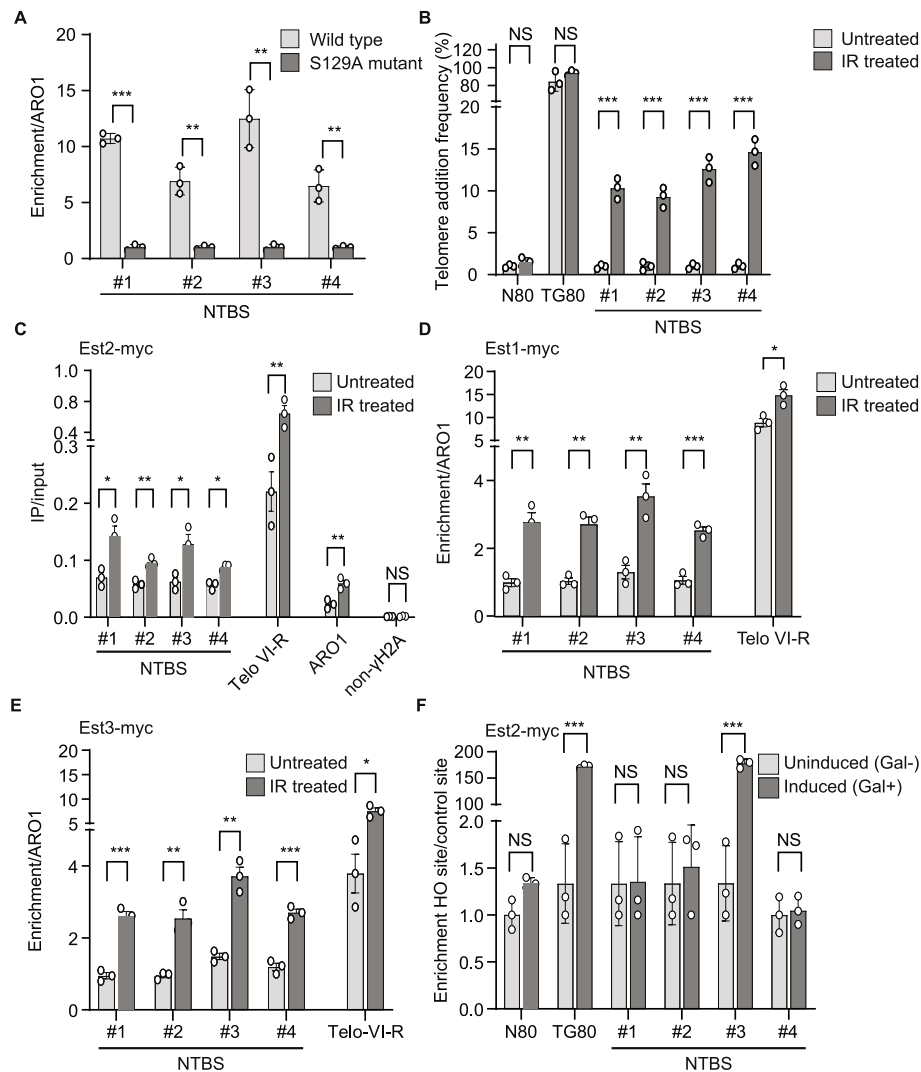 A
Enrichment/ARO1
20
15
10
5
0
Wild type
S129A mutant
***
**
**
**
#1
#2
#3
#4
NTBS
B
Telomere addition frequency (%)
120
100
80
60
20
15
10
5
0
NS
NS
Untreated
IR treated
***
***
***
***
N80
TG80
#1
#2
#3
#4
NTBS
C
Est2-myc
IP/input
1.0
0.8
0.4
0.3
0.2
0.1
0.0
Untreated
IR treated
*
**
*
*
**
**
NS
#1
#2
#3
#4
NTBS
Telo VI-R
ARO1
non-γH2A
D
Est1-myc
Enrichment/ARO1
20
15
10
5
4
2
0
Untreated
IR treated
**
**
**
***
*
#1
#2
#3
#4
NTBS
Telo VI-R
E
Est3-myc
Enrichment/ARO1
20
15
10
5
4
2
0
Untreated
IR treated
***
**
**
***
*
#1
#2
#3
#4
NTBS
Telo-VI-R
F
Est2-myc
Enrichment HO site/control site
200
150
100
2.0
1.5
1.0
0.5
0.0
Uninduced (Gal-)
Induced (Gal+)
NS
***
NS
NS
***
NS
N80
TG80
#1
#2
#3
#4
NTBS